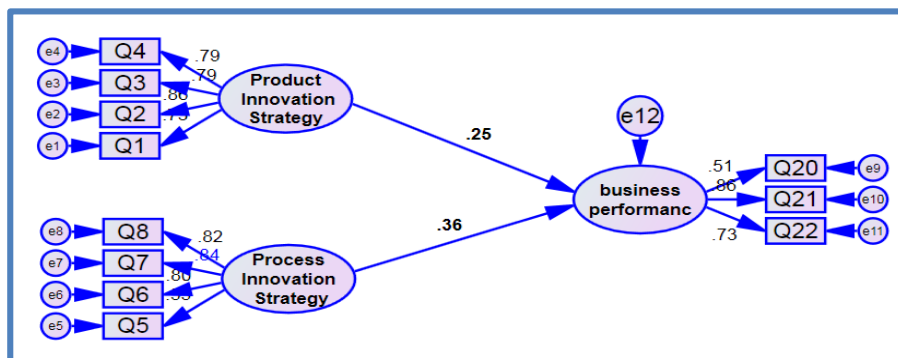 e4 Q4 .79
e3 Q3 .79
e2 Q2 .86
e1 Q1
Product
Innovation
Strategy
.25
e12
business
performanc
.51 Q20 e9
.86 Q21 e10
.73 Q22 e11
.36
e8 Q8 .82
e7 Q7 .84
e6 Q6 .80
e5 Q5
Process
Innovation
Strategy